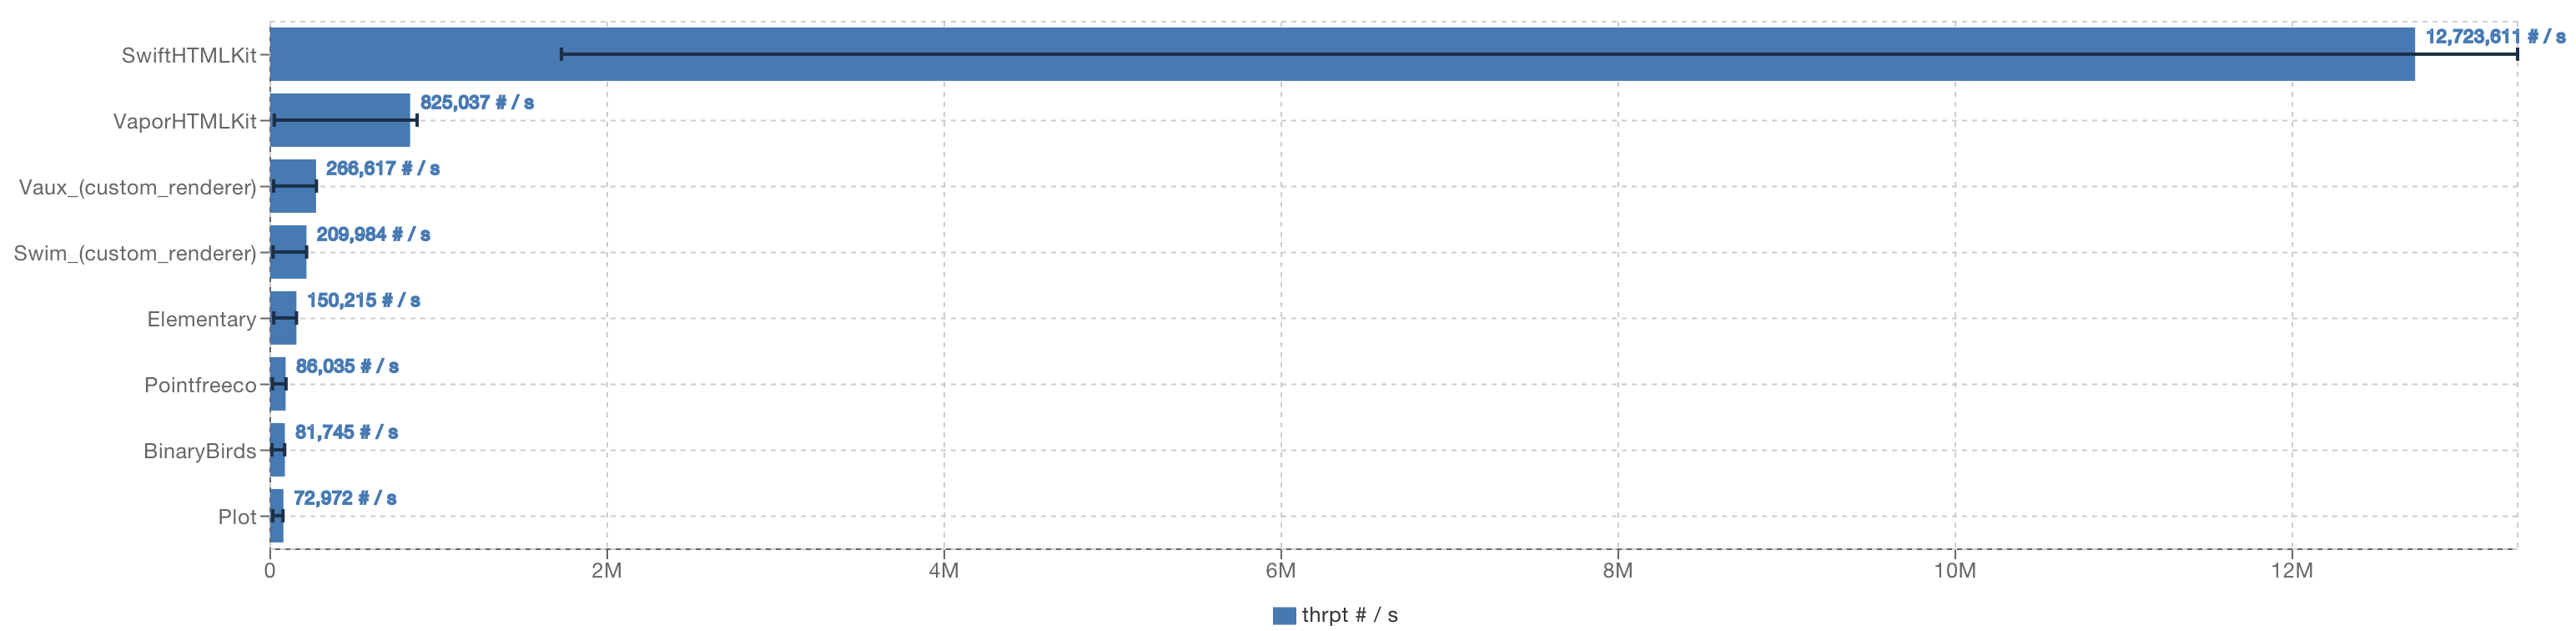 SwiftHTMLKit
12,723,611 # / s
VaporHTMLKit
825,037 # / s
Vaux_(custom_renderer)
266,617 # / s
Swim_(custom_renderer)
209,984 # / s
Elementary
150,215 # / s
Pointfreeco
86,035 # / s
BinaryBirds
81,745 # / s
Plot
72,972 # / s
0 2M 4M 6M 8M 10M 12M
thrpt # / s